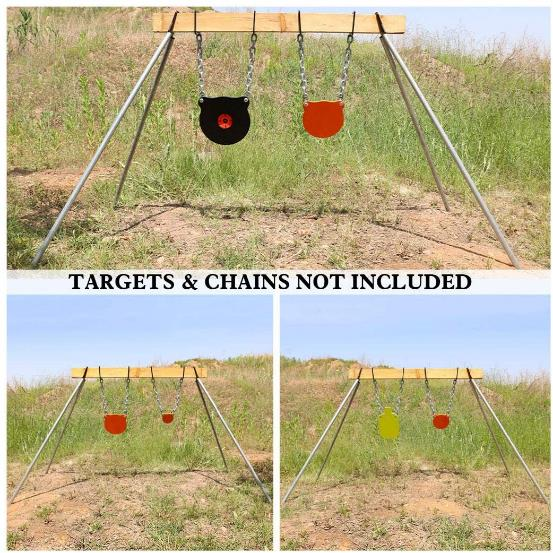 TARGETS & CHAINS NOT INCLUDED